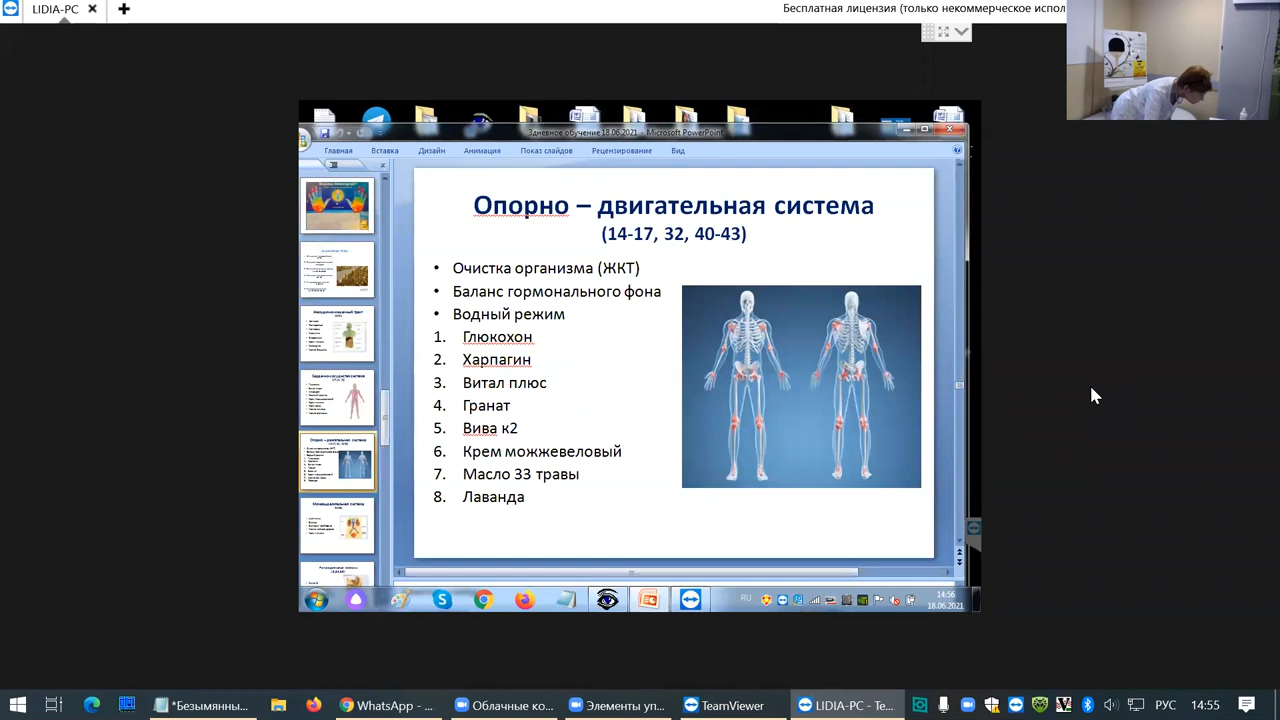 LIDIA-PC
Бесплатная лицензия (только некоммерческое испол
3дневное обучение 18.06.2021 - Microsoft PowerPoint
Главная Вставка Дизайн Анимация Показ слайдов Рецензирование Вид
Опорно – двигательная система
(14-17, 32, 40-43)
• Очистка организма (ЖКТ)
• Баланс гормонального фона
• Водный режим
1. Глюкохон
2. Харпагин
3. Витал плюс
4. Гранат
5. Вива к2
6. Крем можжевеловый
7. Масло 33 травы
8. Лаванда
RU
14:56
18.06.2021
*Безымянны...
WhatsApp - ...
Облачные ко...
Элементы уп...
TeamViewer
LIDIA-PC - Te...
РУС
14:55